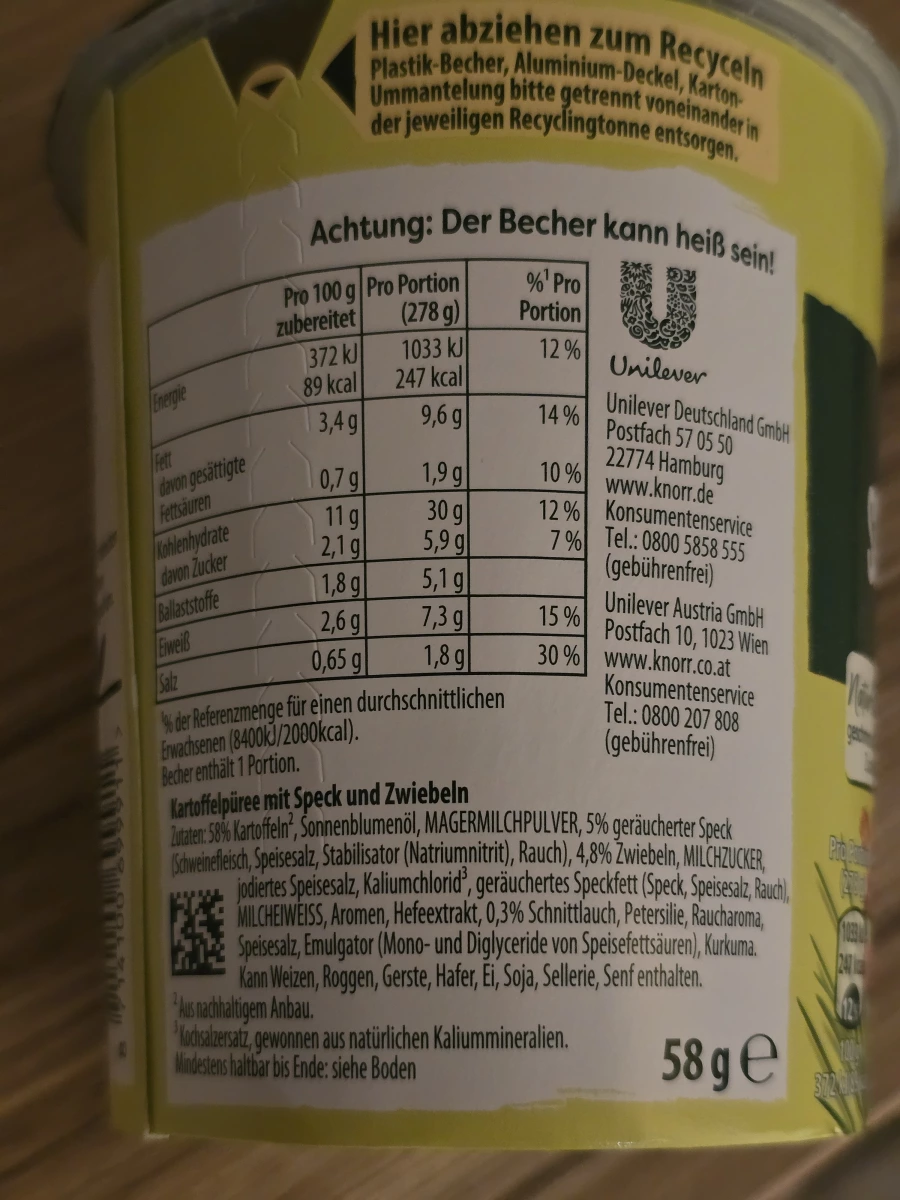 Hier abziehen zum Recyceln
Plastik-Becher, Aluminium-Deckel, Karton-
Ummantelung bitte getrennt voneinander in
der jeweiligen Recyclingtonne entsorgen.
Achtung: Der Becher kann heiß sein!
Pro 100 g zubereitet Pro Portion (278 g) %¹ Pro Portion
Energie 372 kJ 1033 kJ 12 %
89 kcal 247 kcal
Fett 3,4 g 9,6 g 14 %
davon gesättigte
Fettsäuren 0,7 g 1,9 g 10 %
Kohlenhydrate 11 g 30 g 12 %
davon Zucker 2,1 g 5,9 g 7 %
Ballaststoffe 1,8 g 5,1 g
Eiweiß 2,6 g 7,3 g 15 %
Salz 0,65 g 1,8 g 30 %
¹% der Referenzmenge für einen durchschnittlichen
Erwachsenen (8400kJ/2000kcal).
Becher enthält 1 Portion.
Unilever
Unilever Deutschland GmbH
Postfach 57 05 50
22774 Hamburg
www.knorr.de
Konsumentenservice
Tel.: 0800 5858 555
(gebührenfrei)
Unilever Austria GmbH
Postfach 10, 1023 Wien
www.knorr.co.at
Konsumentenservice
Tel.: 0800 207 808
(gebührenfrei)
Kartoffelpüree mit Speck und Zwiebeln
Zutaten: 58% Kartoffeln², Sonnenblumenöl, MAGERMILCHPULVER, 5% geräucherter Speck
(Schweinefleisch, Speisesalz, Stabilisator (Natriumnitrit), Rauch), 4,8% Zwiebeln, MILCHZUCKER,
jodiertes Speisesalz, Kaliumchlorid³, geräuchertes Speckfett (Speck, Speisesalz, Rauch),
MILCHEIWEISS, Aromen, Hefeextrakt, 0,3% Schnittlauch, Petersilie, Raucharoma,
Speisesalz, Emulgator (Mono- und Diglyceride von Speisefettsäuren), Kurkuma.
Kann Weizen, Roggen, Gerste, Hafer, Ei, Soja, Sellerie, Senf enthalten.
²Aus nachhaltigem Anbau.
³Kochsalzersatz, gewonnen aus natürlichen Kaliummineralien.
Mindestens haltbar bis Ende: siehe Boden
58 g e